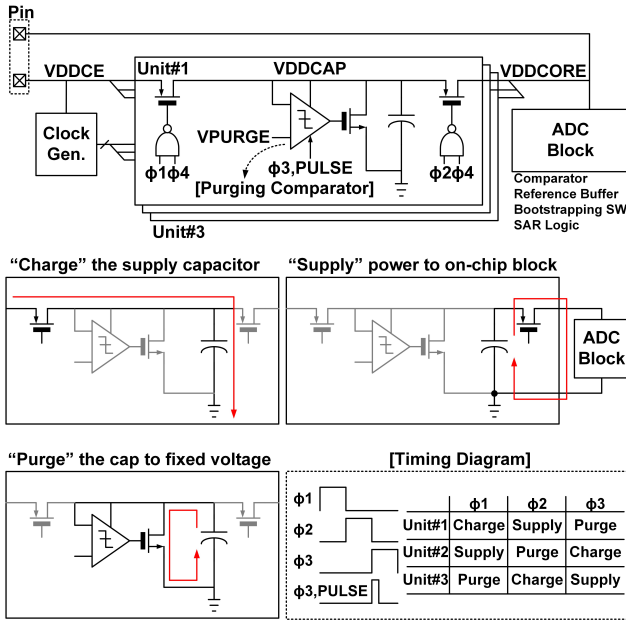 Pin
VDDCE
Unit#1
VDDCAP
VDDCORE
Clock
Gen.
VPURGE
ϕ1ϕ4
ϕ3,PULSE
[Purging Comparator]
ϕ2ϕ4
ADC
Block
Comparator
Reference Buffer
Bootstrapping SW
SAR Logic
Unit#3
“Charge” the supply capacitor
“Supply” power to on-chip block
ADC
Block
“Purge” the cap to fixed voltage
[Timing Diagram]
ϕ1
ϕ2
ϕ3
ϕ3,PULSE
ϕ1 ϕ2 ϕ3
Unit#1 Charge Supply Purge
Unit#2 Supply Purge Charge
Unit#3 Purge Charge Supply